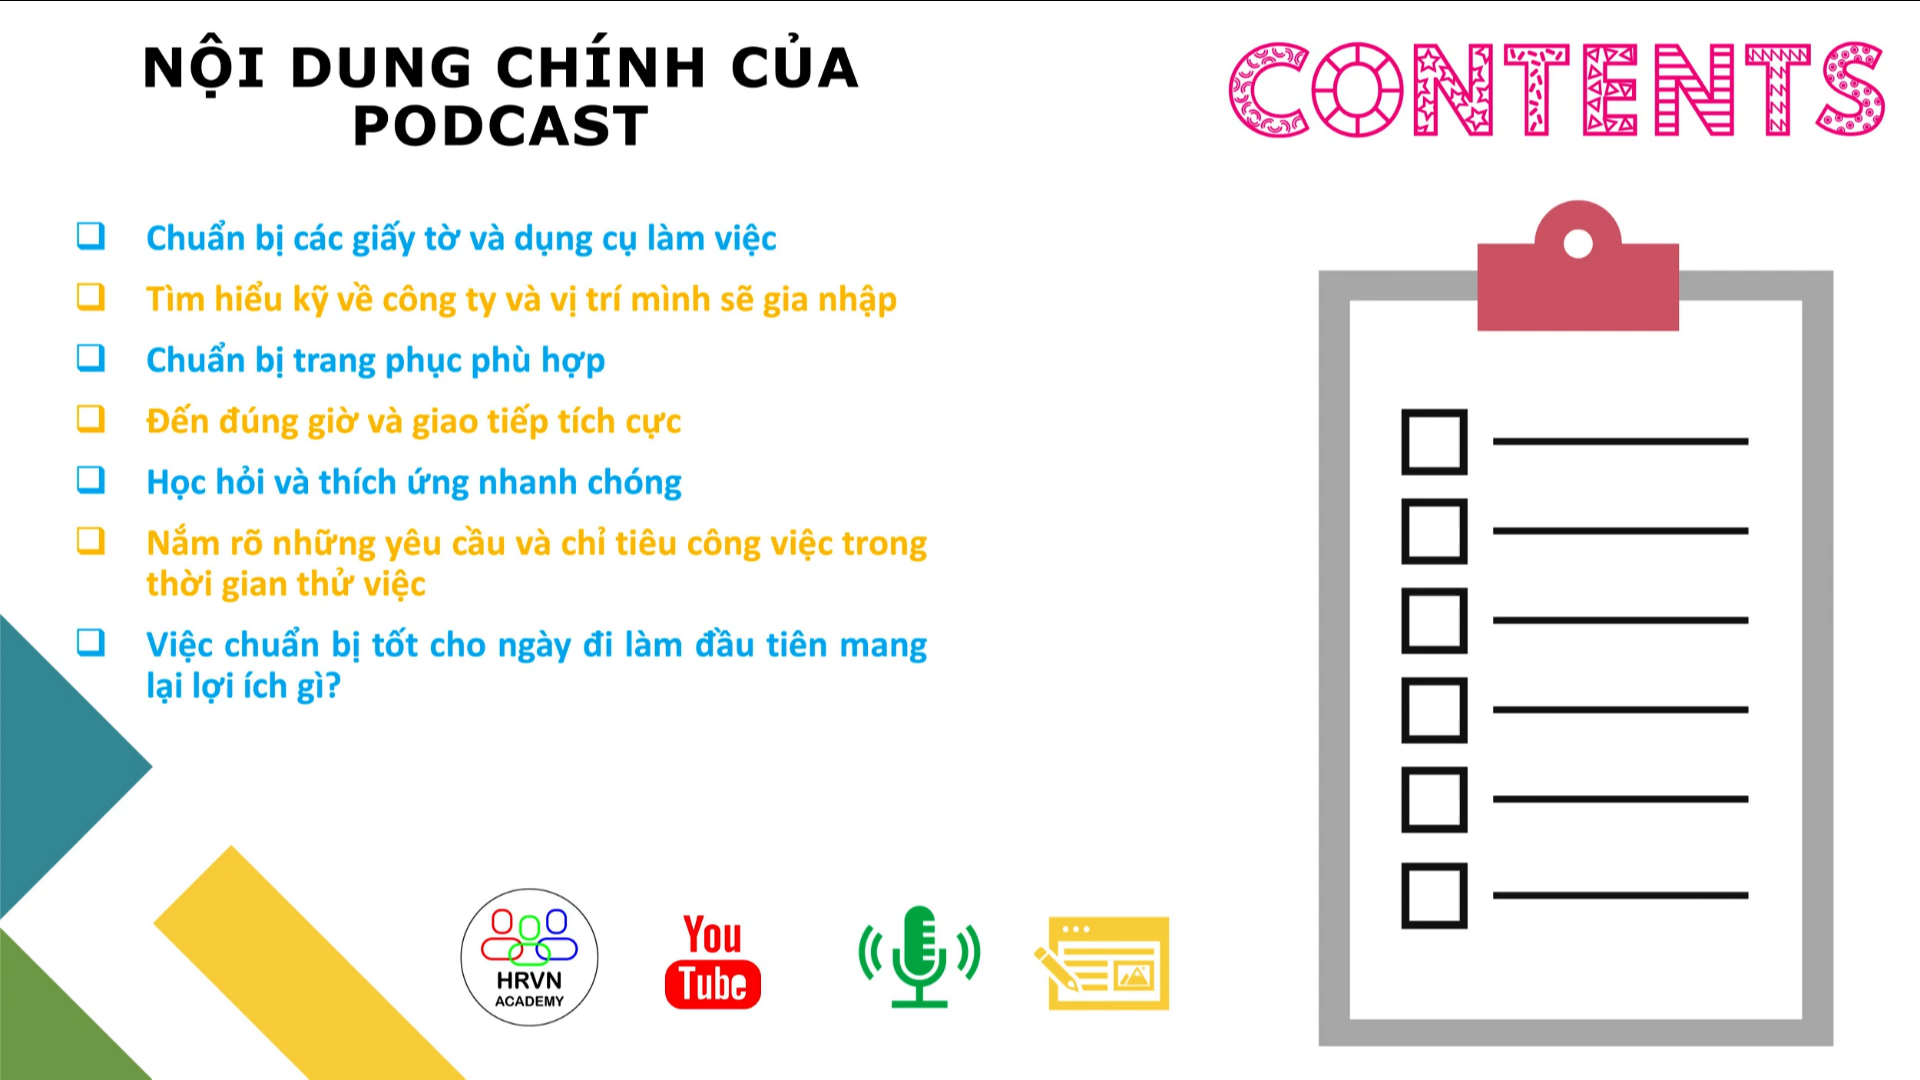 NỘI DUNG CHÍNH CỦA
PODCAST
CONTENTS
Chuẩn bị các giấy tờ và dụng cụ làm việc
Tìm hiểu kỹ về công ty và vị trí mình sẽ gia nhập
Chuẩn bị trang phục phù hợp
Đến đúng giờ và giao tiếp tích cực
Học hỏi và thích ứng nhanh chóng
Nắm rõ những yêu cầu và chỉ tiêu công việc trong
thời gian thử việc
Việc chuẩn bị tốt cho ngày đi làm đầu tiên mang
lại lợi ích gì?
HRVN
ACADEMY
You
Tube